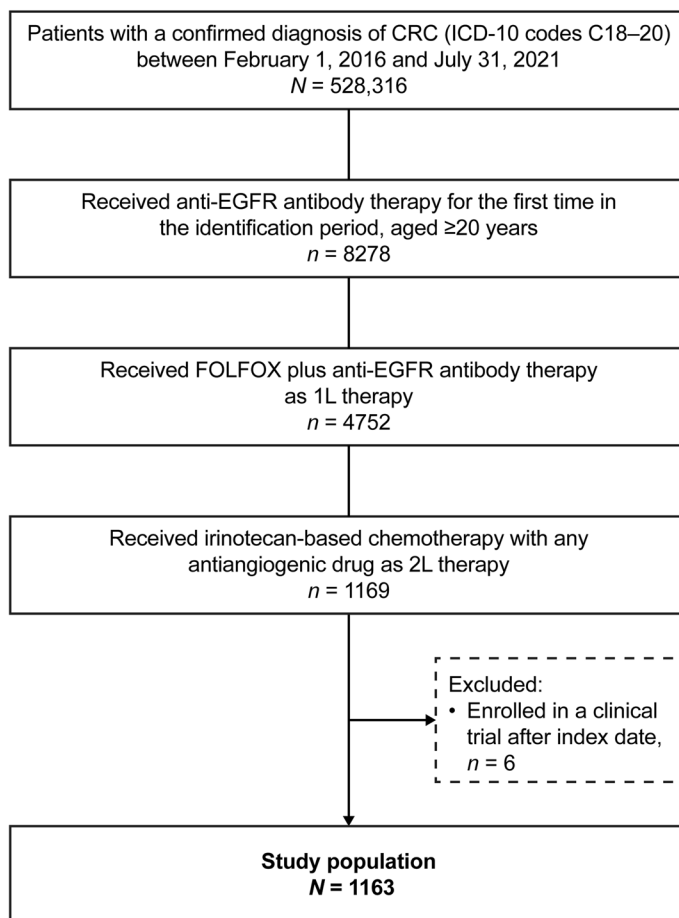 Patients with a confirmed diagnosis of CRC (ICD-10 codes C18–20)
between February 1, 2016 and July 31, 2021
N = 528,316
Received anti-EGFR antibody therapy for the first time in
the identification period, aged ≥20 years
n = 8278
Received FOLFOX plus anti-EGFR antibody therapy
as 1L therapy
n = 4752
Received irinotecan-based chemotherapy with any
antiangiogenic drug as 2L therapy
n = 1169
Excluded:
• Enrolled in a clinical
trial after index date,
n = 6
Study population
N = 1163